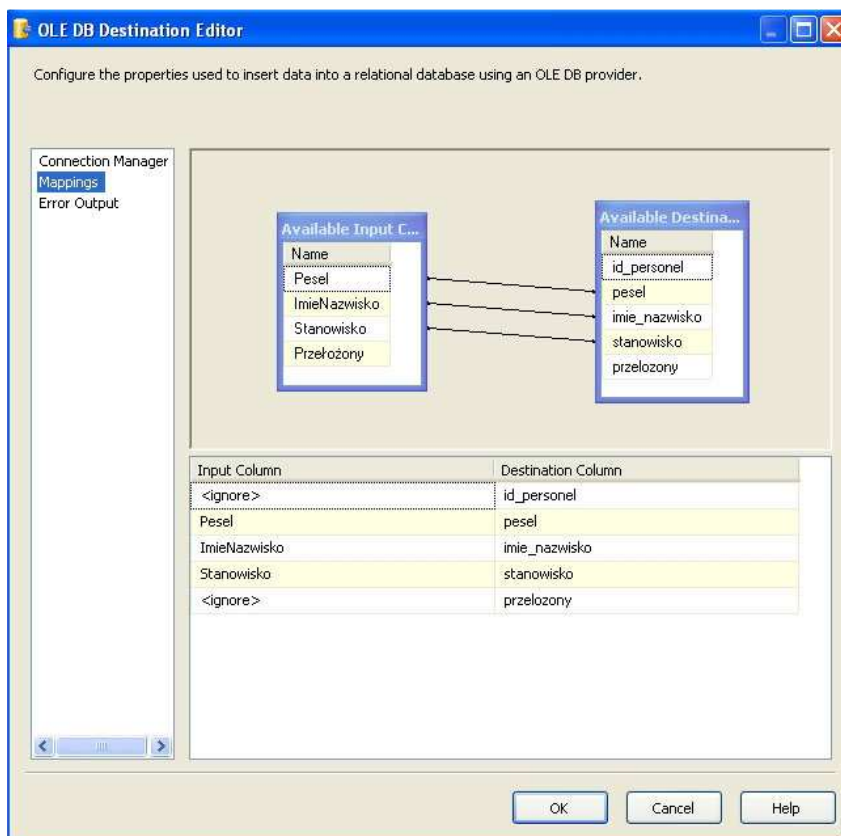 OLE DB Destination Editor
Configure the properties used to insert data into a relational database using an OLE DB provider.
Connection Manager
Mappings
Error Output
Available Input C...
Name
Pesel
ImieNazwisko
Stanowisko
Przełożony
Available Destina...
Name
id_personel
pesel
imie_nazwisko
stanowisko
przelozony
Input Column Destination Column
<ignore> id_personel
Pesel pesel
ImieNazwisko imie_nazwisko
Stanowisko stanowisko
<ignore> przelozony
OK Cancel Help